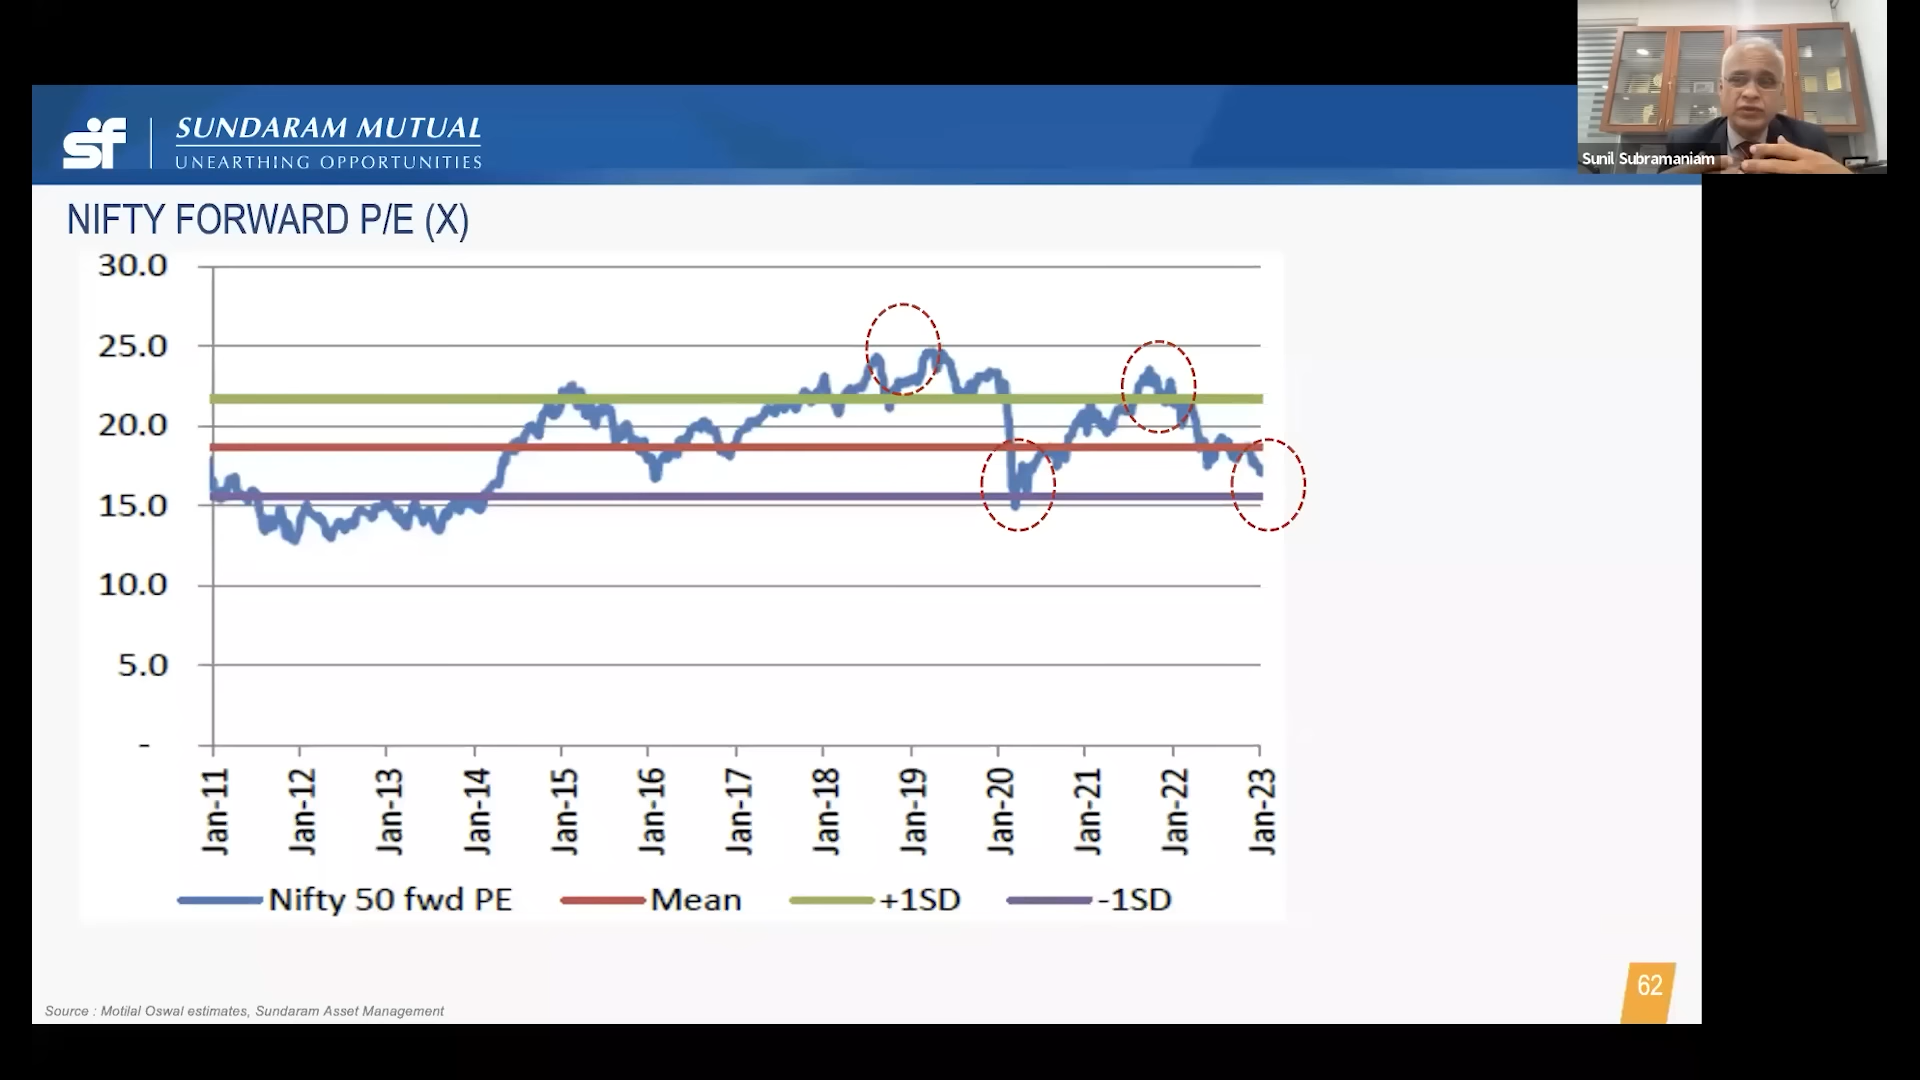 sf
SUNDARAM MUTUAL
UNEARTHING OPPORTUNITIES
Sunil Subramaniam
NIFTY FORWARD P/E (X)
30.0
25.0
20.0
15.0
10.0
5.0
-
Jan-11
Jan-12
Jan-13
Jan-14
Jan-15
Jan-16
Jan-17
Jan-18
Jan-19
Jan-20
Jan-21
Jan-22
Jan-23
Nifty 50 fwd PE
Mean
+1SD
-1SD
62
Source : Motilal Oswal estimates, Sundaram Asset Management